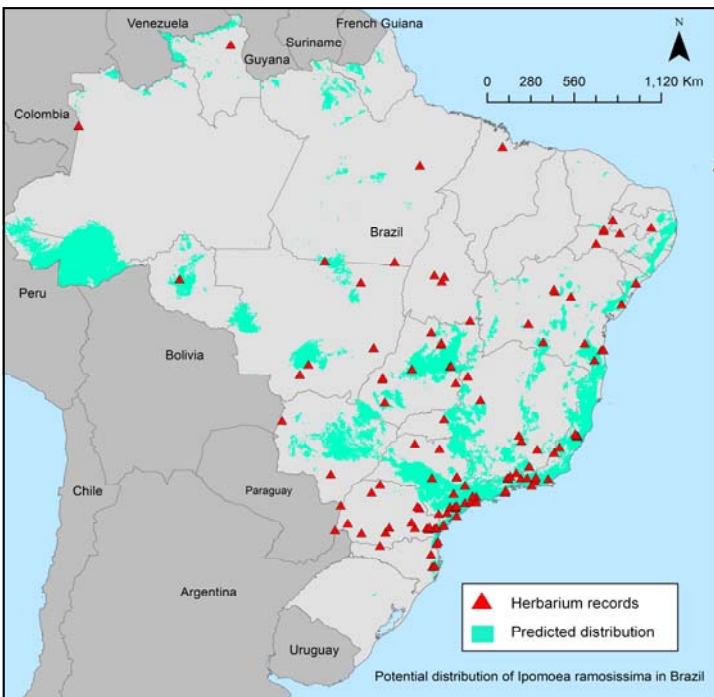 Venezuela
French Guiana
Suriname
Guyana
N
0 280 560 1,120 Km
Colombia
Brazil
Peru
Bolivia
Chile
Paraguay
Argentina
Uruguay
Herbarium records
Predicted distribution
Potential distribution of Ipomoea ramosissima in Brazil